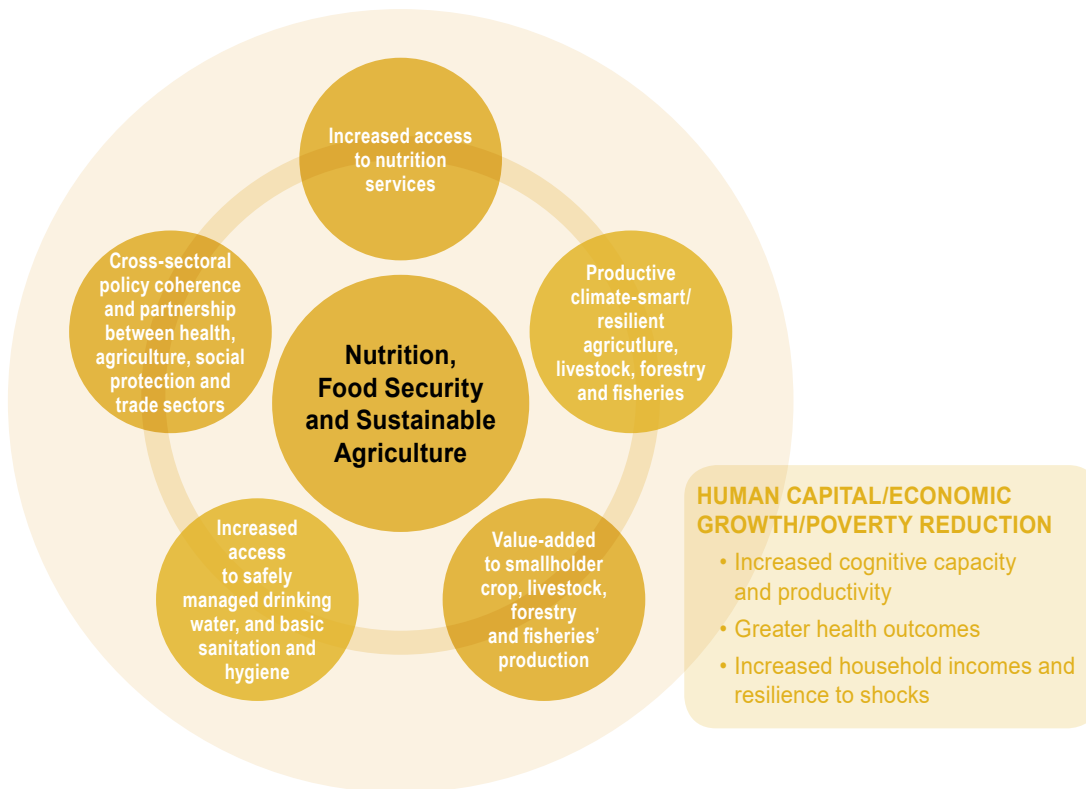 Increased access
to nutrition
services
Cross-sectoral
policy coherence
and partnership
between health,
agriculture, social
protection and
trade sectors
Productive
climate-smart/
resilient
agricutlure,
livestock, forestry
and fisheries
Nutrition,
Food Security
and Sustainable
Agriculture
Increased
access
to safely
managed drinking
water, and basic
sanitation and
hygiene
Value-added
to smallholder
crop, livestock,
forestry
and fisheries’
production
HUMAN CAPITAL/ECONOMIC
GROWTH/POVERTY REDUCTION
• Increased cognitive capacity
and productivity
• Greater health outcomes
• Increased household incomes and
resilience to shocks